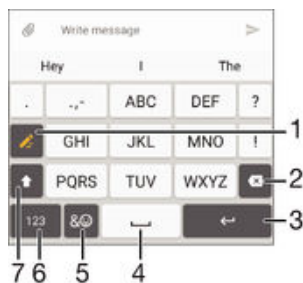 Write message
Hey I The
. .,- ABC DEF ?
GHI JKL MNO ! 1
PQRS TUV WXYZ 2
123 &☺ 3
7 6 5 4